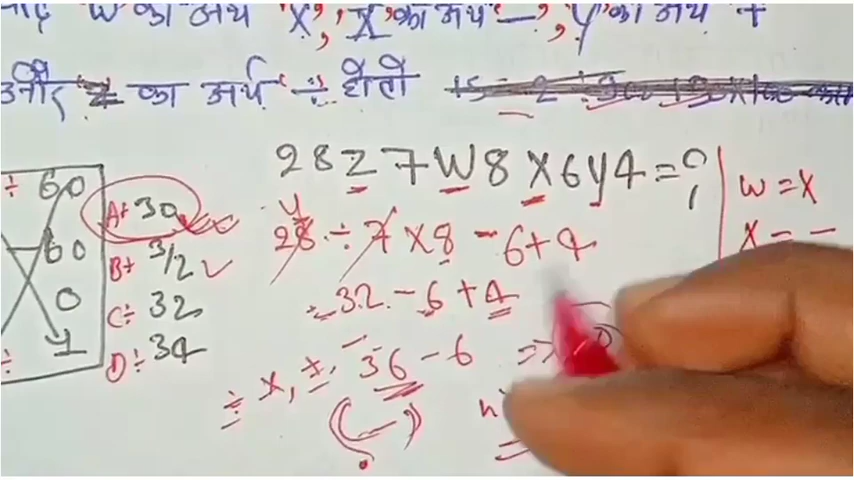 W का अर्थ ×, X का अर्थ −, Y का अर्थ +
और Z का अर्थ ÷ हो तो
28 Z 7 W 8 X 6 Y 4 = ?
28 ÷ 7 × 8 - 6 + 4
32 - 6 + 4
36 - 6
÷ × , ± , −
(−)
W = ×
X = −
÷ 60
60
0
÷ 1
A÷ 30
B÷ 3/2
C÷ 32
D÷ 34